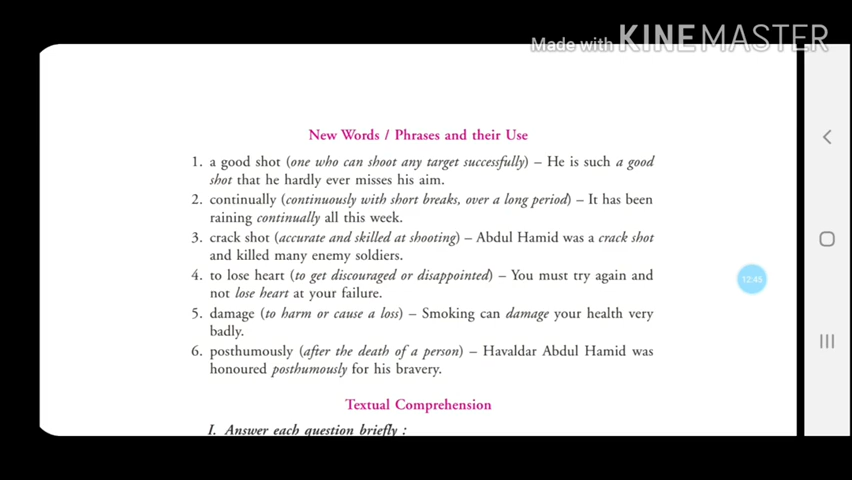 Made with KINEMASTER
New Words / Phrases and their Use
1. a good shot (one who can shoot any target successfully) – He is such a good
shot that he hardly ever misses his aim.
2. continually (continuously with short breaks, over a long period) – It has been
raining continually all this week.
3. crack shot (accurate and skilled at shooting) – Abdul Hamid was a crack shot
and killed many enemy soldiers.
4. to lose heart (to get discouraged or disappointed) – You must try again and
not lose heart at your failure.
5. damage (to harm or cause a loss) – Smoking can damage your health very
badly.
6. posthumously (after the death of a person) – Havaldar Abdul Hamid was
honoured posthumously for his bravery.
12:45
Textual Comprehension
I. Answer each question briefly :